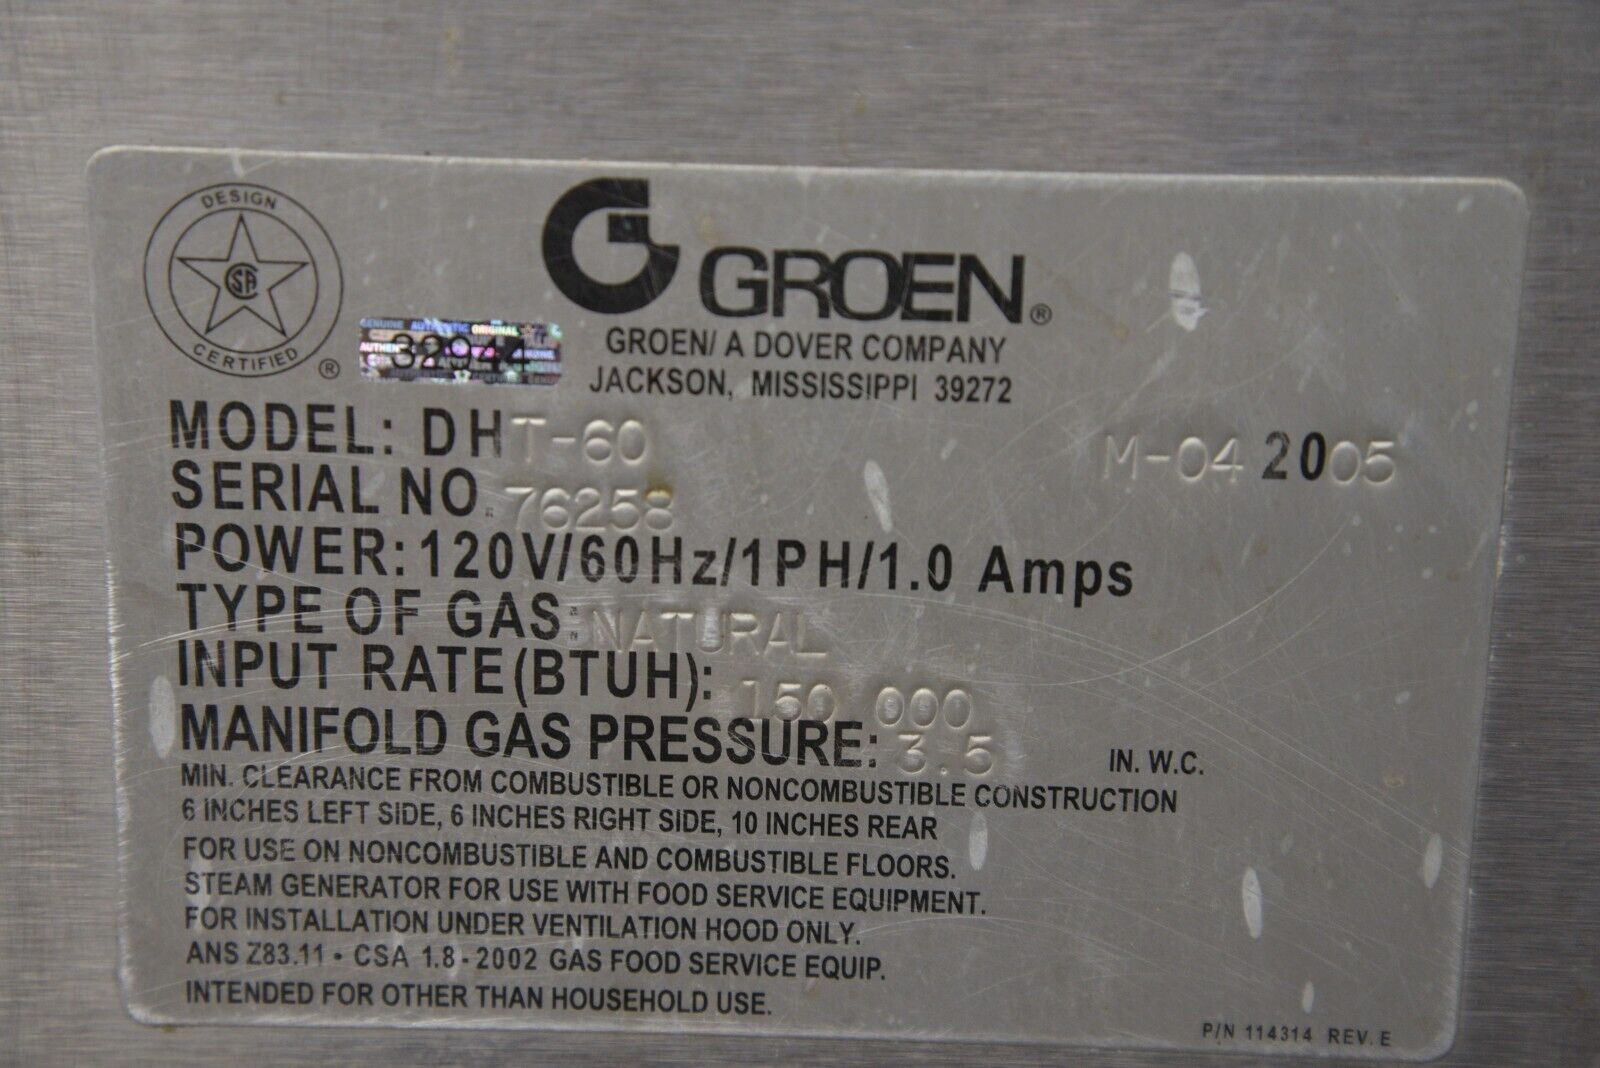 DESIGN
CSA
CERTIFIED ®
GENUINE AUTHENTIC ORIGINAL
32944
GROEN®
GROEN/ A DOVER COMPANY
JACKSON, MISSISSIPPI 39272
MODEL: DHT-60 M-04 2005
SERIAL NO. 76258
POWER: 120V/60Hz/1PH/1.0 Amps
TYPE OF GAS: NATURAL
INPUT RATE(BTUH): 150 000
MANIFOLD GAS PRESSURE: 3.5 IN. W.C.
MIN. CLEARANCE FROM COMBUSTIBLE OR NONCOMBUSTIBLE CONSTRUCTION
6 INCHES LEFT SIDE, 6 INCHES RIGHT SIDE, 10 INCHES REAR
FOR USE ON NONCOMBUSTIBLE AND COMBUSTIBLE FLOORS.
STEAM GENERATOR FOR USE WITH FOOD SERVICE EQUIPMENT.
FOR INSTALLATION UNDER VENTILATION HOOD ONLY.
ANS Z83.11 • CSA 1.8 - 2002 GAS FOOD SERVICE EQUIP.
INTENDED FOR OTHER THAN HOUSEHOLD USE.
P/N 114314 REV. E